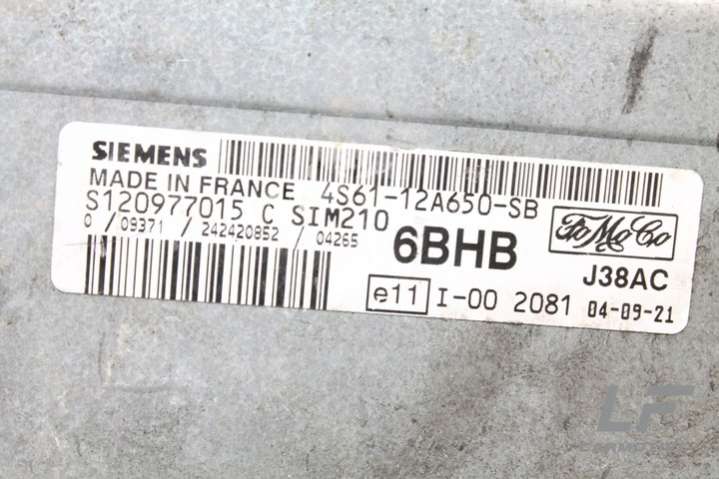 SIEMENS
MADE IN FRANCE 4S61-12A650-SB
S120977015 C SIM210
0 / 09371 / 242420852 / 04265
6BHB
FoMoCo
J38AC
e11 I-00 2081 04-09-21
LF